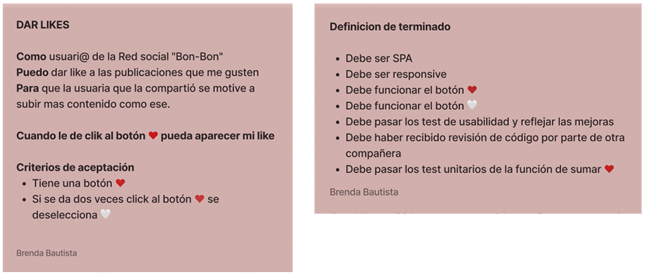 DAR LIKES
Como usuari@ de la Red social "Bon-Bon"
Puedo dar like a las publicaciones que me gusten
Para que la usuaria que la compartió se motive a
subir mas contenido como ese.
Cuando le de clik al botón ❤️ pueda aparecer mi like
Criterios de aceptación
• Tiene una botón ❤️
• Si se da dos veces click al botón ❤️ se
deselecciona 🤍
Brenda Bautista
Definicion de terminado
• Debe ser SPA
• Debe ser responsive
• Debe funcionar el botón ❤️
• Debe funcionar el botón 🤍
• Debe pasar los test de usabilidad y reflejar las mejoras
• Debe haber recibido revisión de código por parte de otra
compañera
• Debe pasar los test unitarios de la función de sumar ❤️
Brenda Bautista